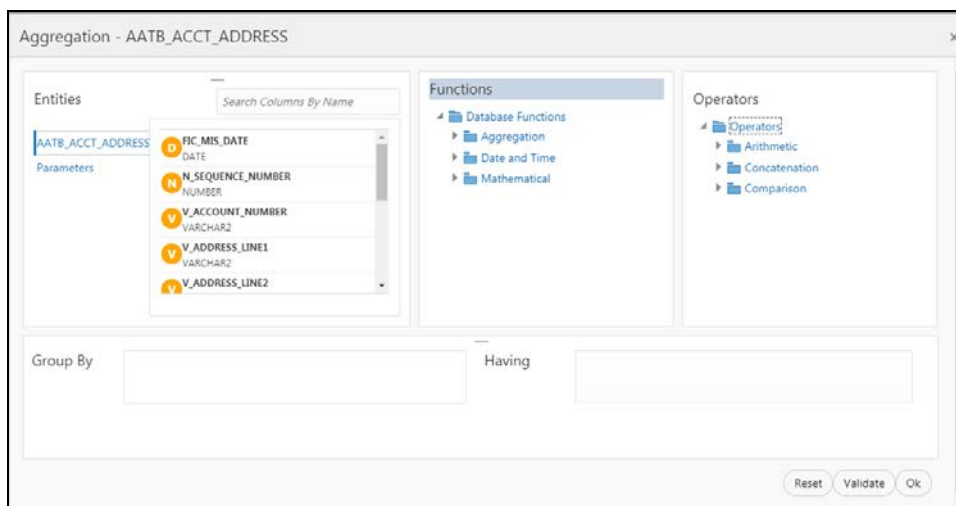 Aggregation - AATB_ACCT_ADDRESS
×
Entities
Search Columns By Name
AATB_ACCT_ADDRESS
Parameters
D
FIC_MIS_DATE
DATE
N
N_SEQUENCE_NUMBER
NUMBER
V
V_ACCOUNT_NUMBER
VARCHAR2
V
V_ADDRESS_LINE1
VARCHAR2
V
V_ADDRESS_LINE2
Functions
Database Functions
Aggregation
Date and Time
Mathematical
Operators
Operators
Arithmetic
Concatenation
Comparison
Group By
Having
Reset
Validate
Ok